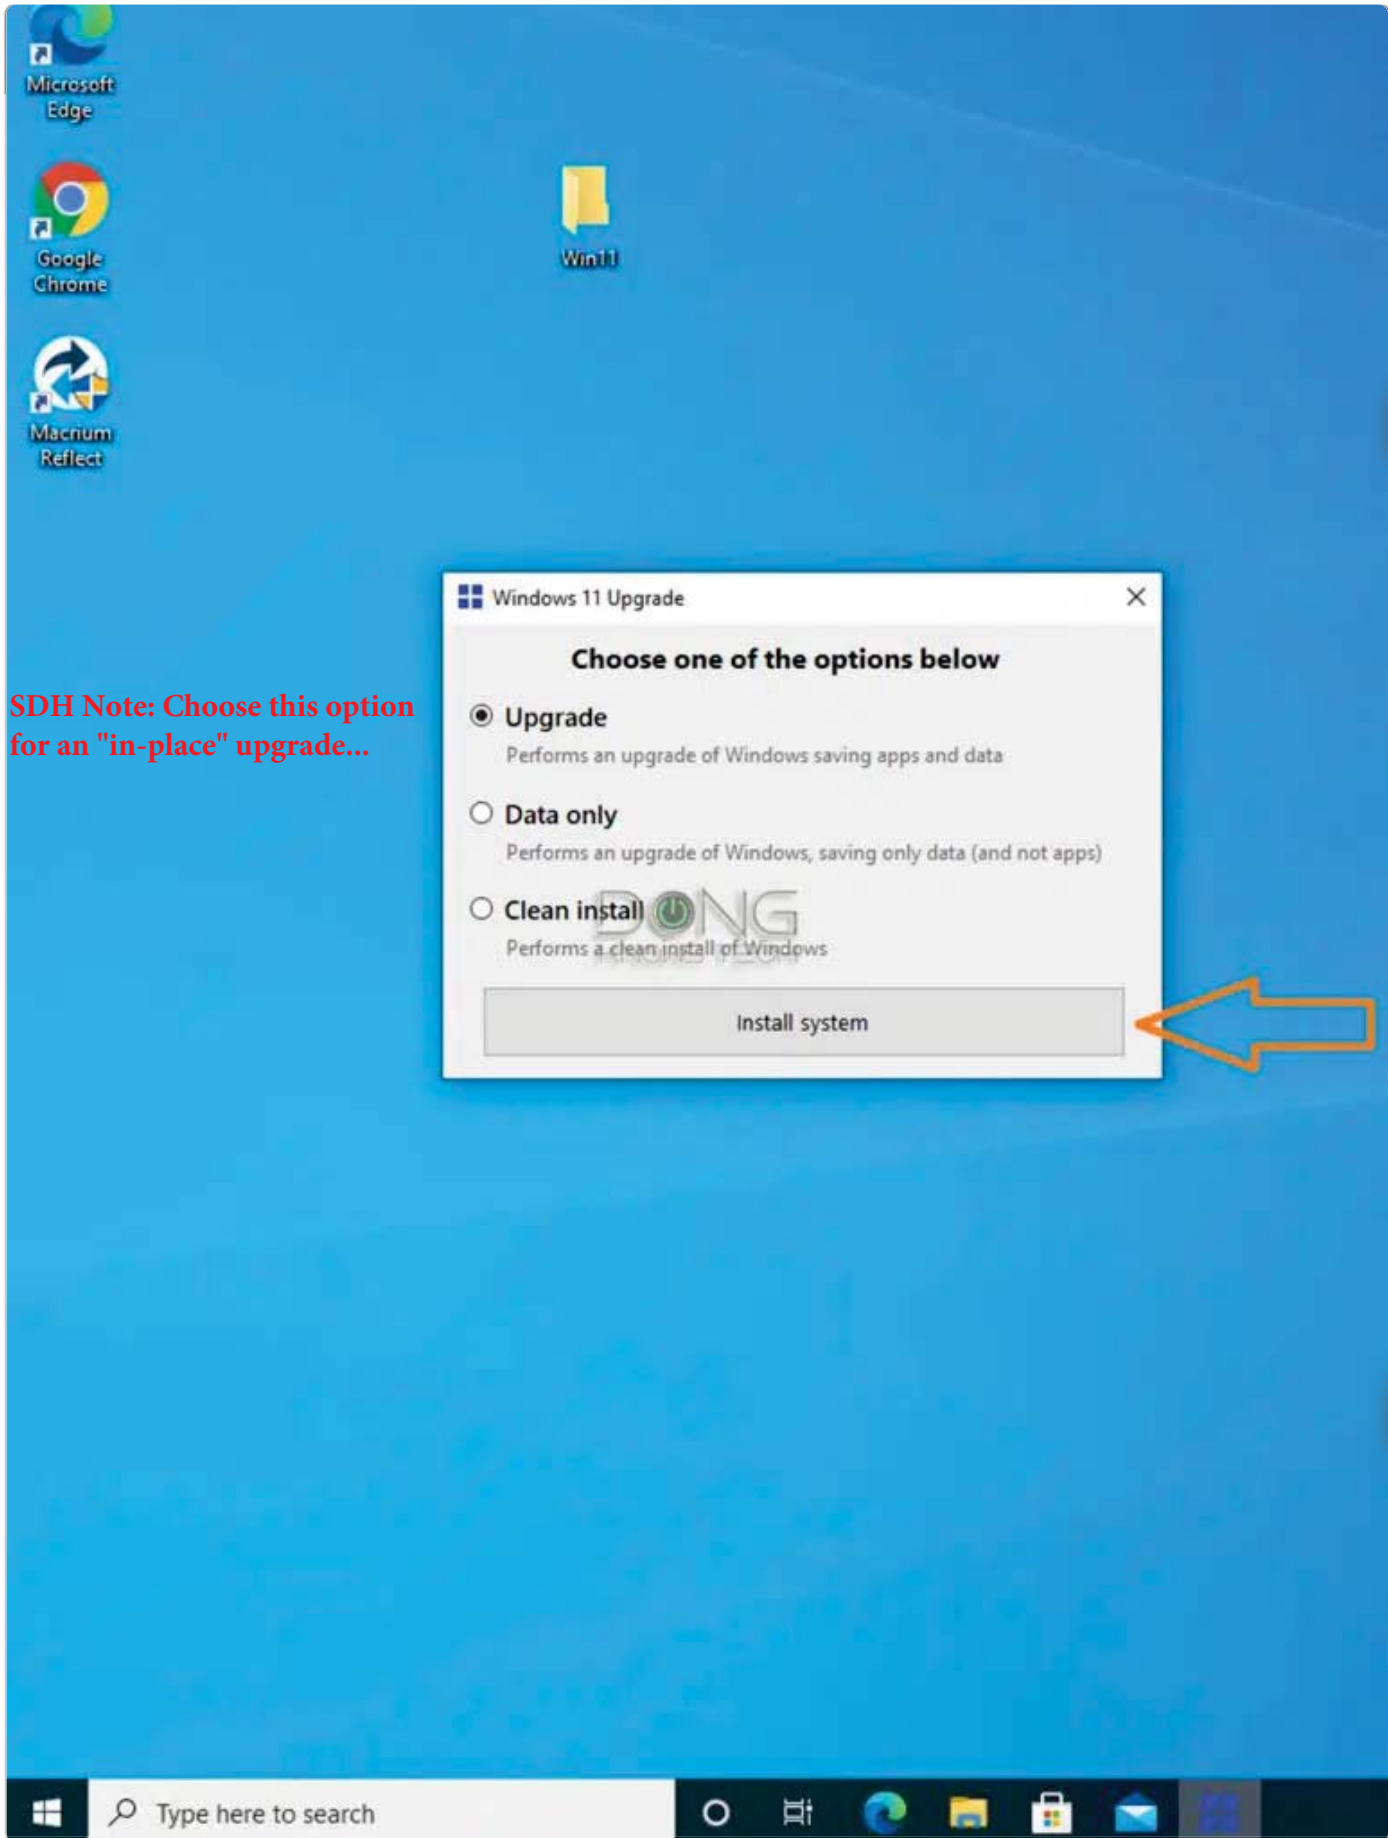 Microsoft
Edge
Google
Chrome
Macrium
Reflect
Win11
Windows 11 Upgrade
Choose one of the options below
SDH Note: Choose this option
for an "in-place" upgrade...
Upgrade
Performs an upgrade of Windows saving apps and data
Data only
Performs an upgrade of Windows, saving only data (and not apps)
Clean install
DONG
Performs a clean install of Windows
Install system
Type here to search